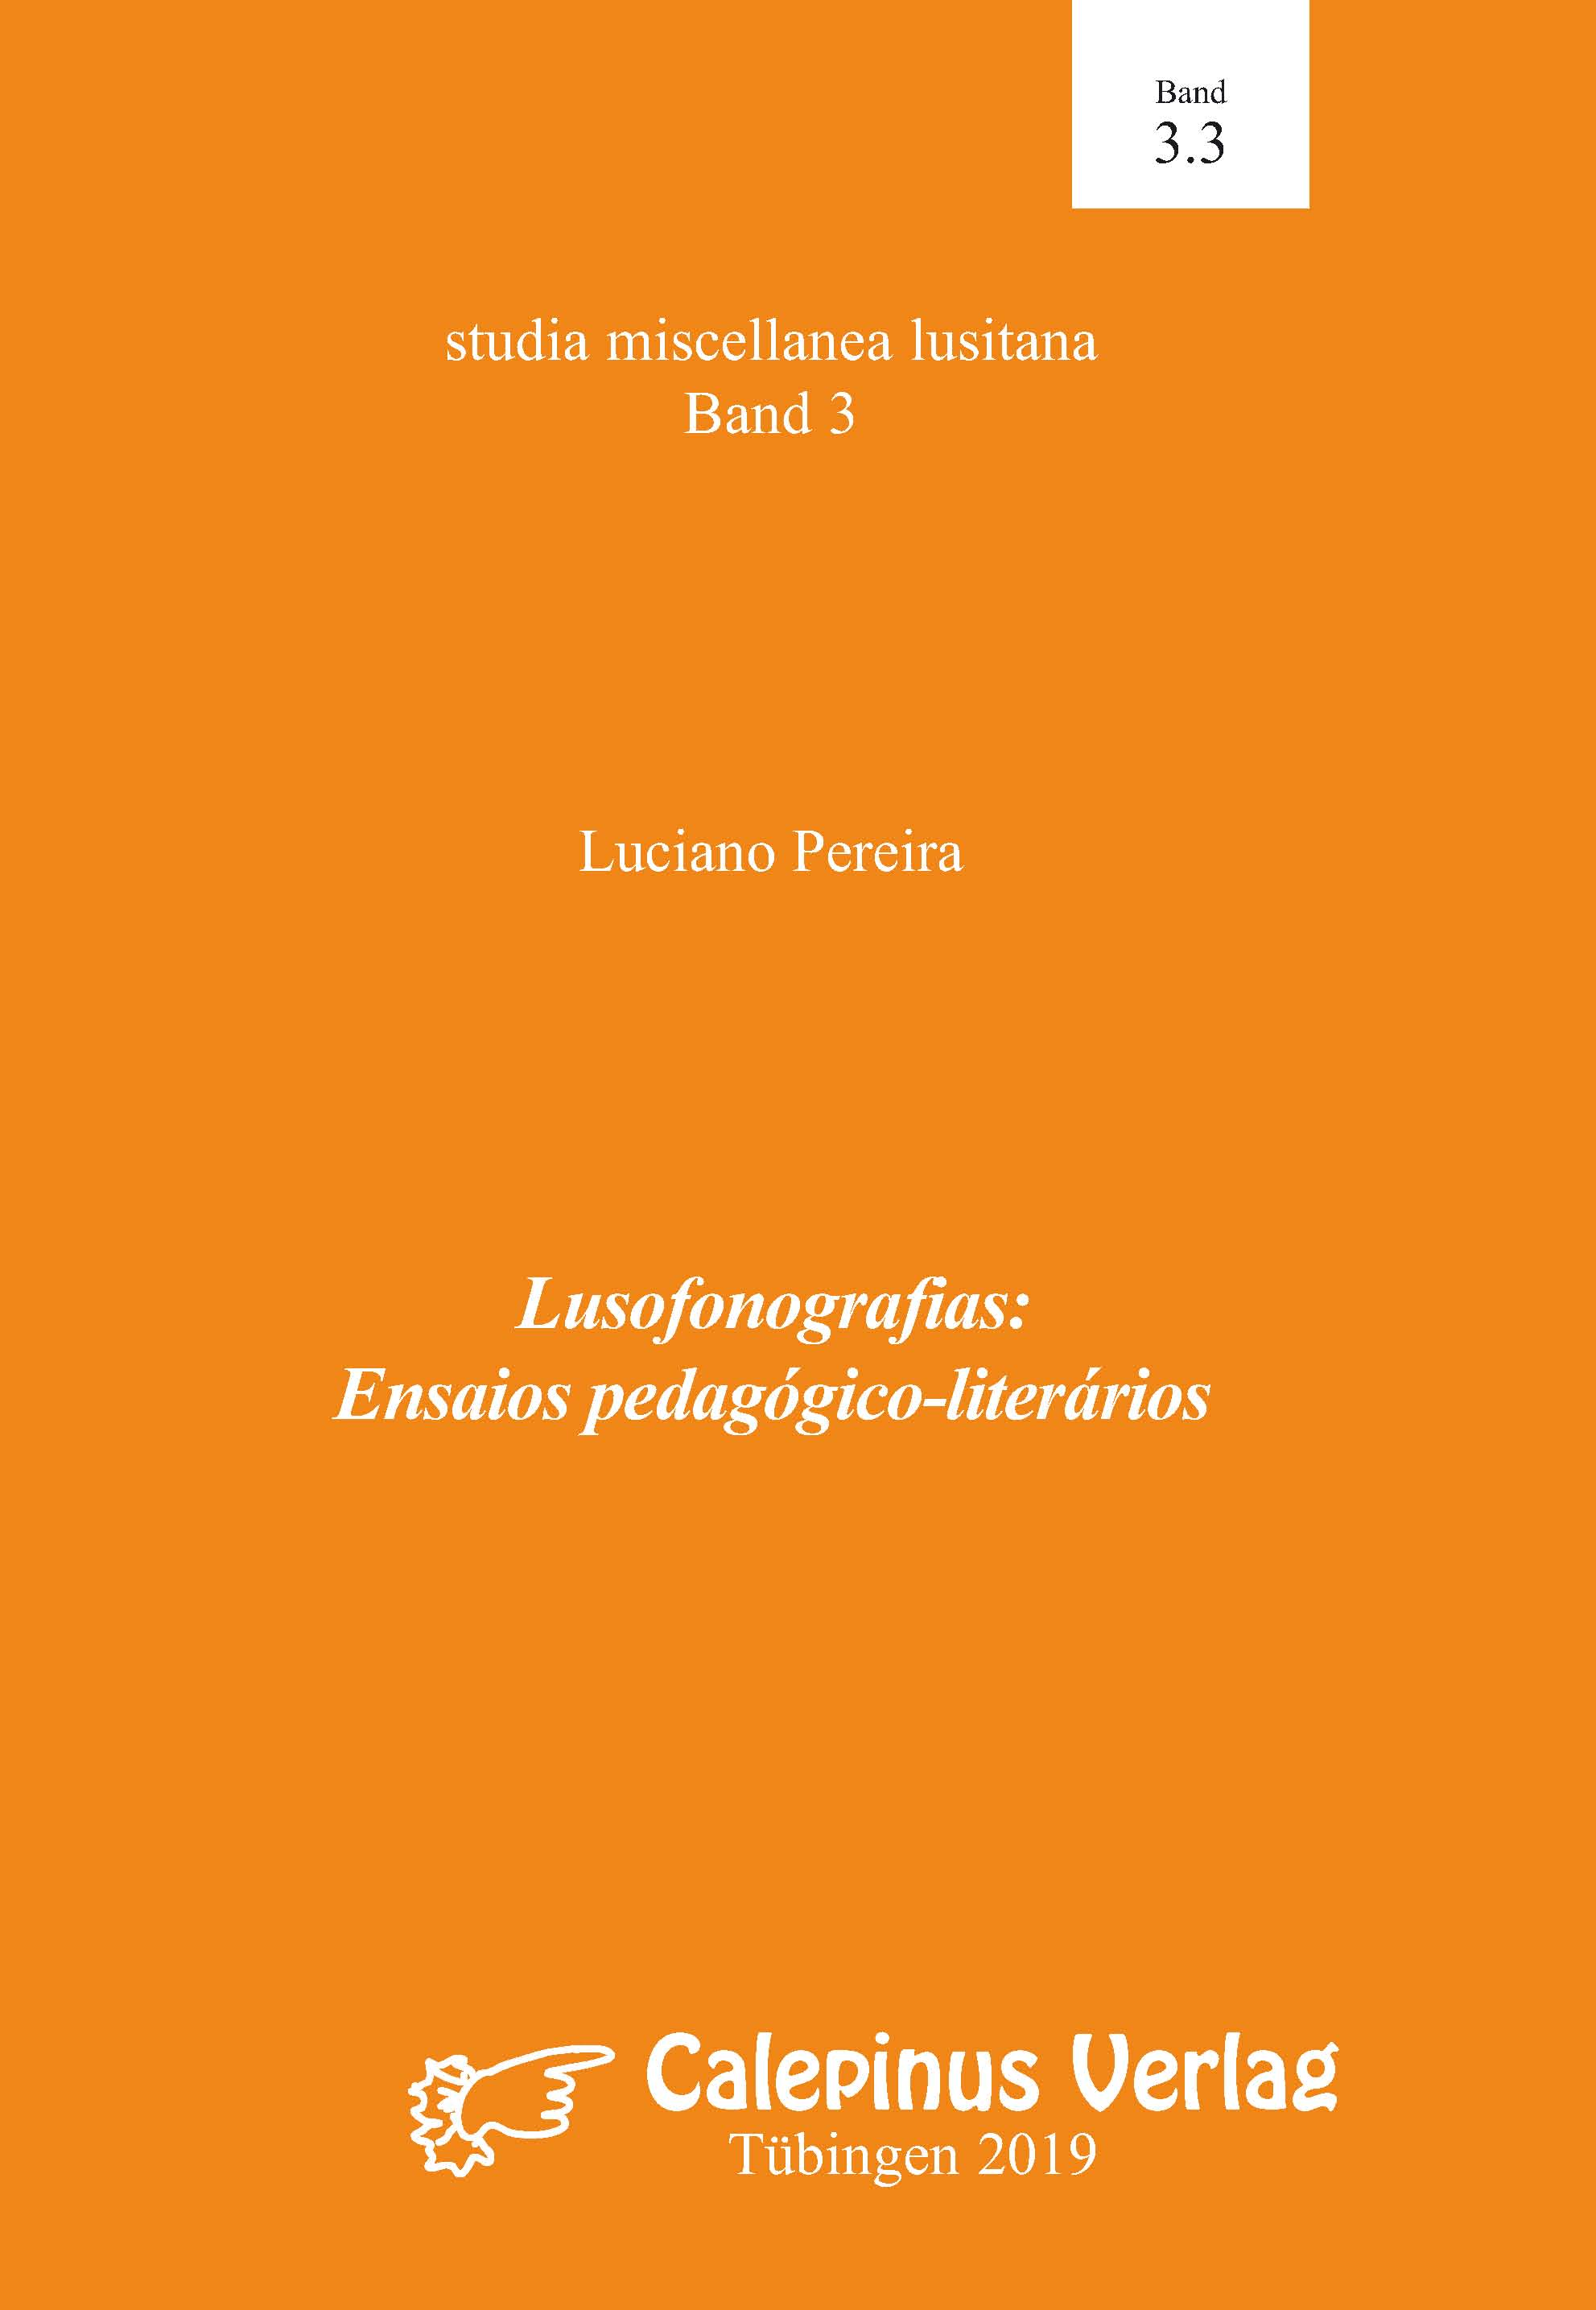 Band
3.3
studia miscellanea lusitana
Band 3
Luciano Pereira
Lusofonografias:
Ensaios pedagógico-literários
Calepinus Verlag
Tübingen 2019